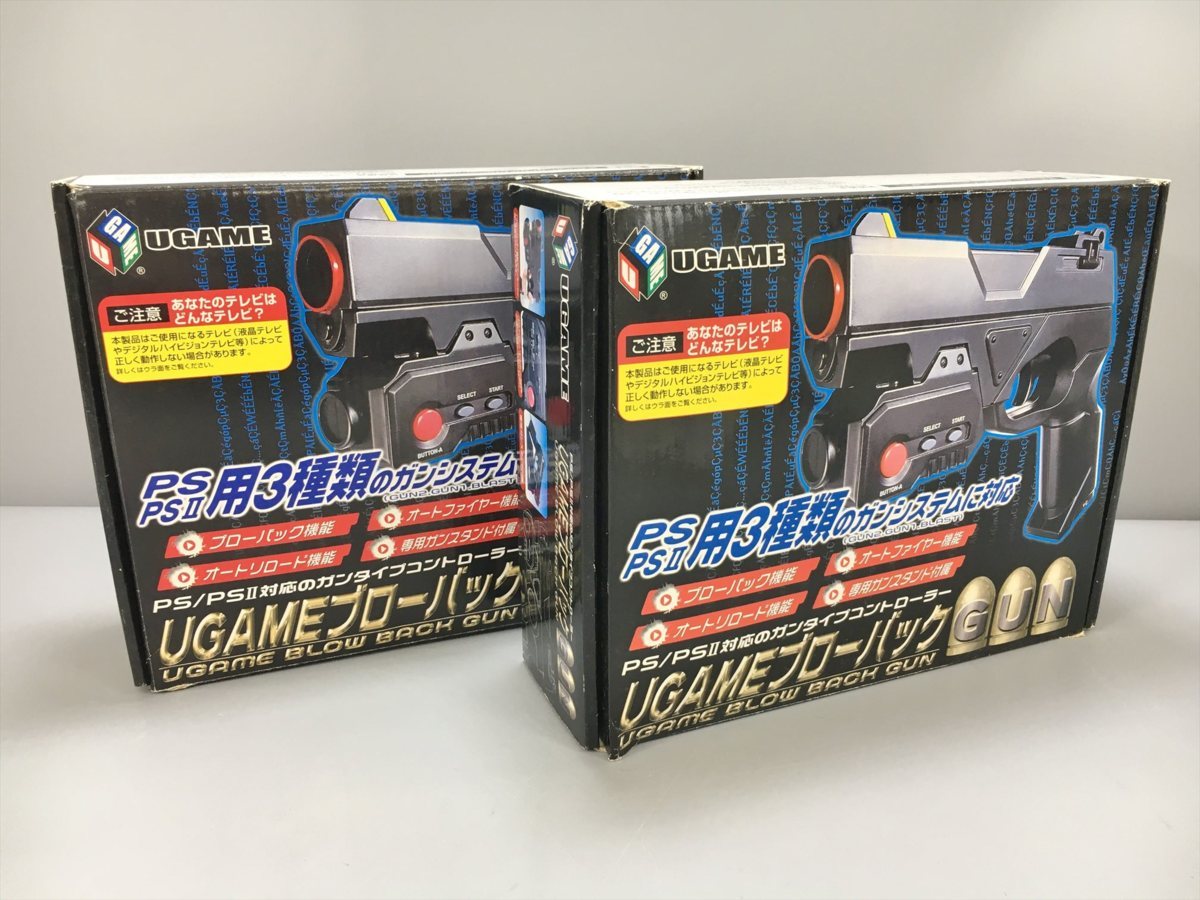 UGAME
®
ご注意
あなたのテレビは
どんなテレビ?
本製品はご使用になるテレビ(液晶テレビ
やデジタルハイビジョンテレビ等)によって
正しく動作しない場合があります。
詳しくはウラ面をご覧ください。
SELECT START
BUTTON-A
PS
PSⅡ用3種類のガンシステム
(GUN2.GUN1.BLAST)
ブローバック機能
オートファイヤー機能
オートリロード機能
専用ガンスタンド付属
PS/PSⅡ対応のガンタイプコントローラー
UGAMEブローバック
UGAME BLOW BACK GUN
UGAME
UGAME
®
ご注意
あなたのテレビは
どんなテレビ?
本製品はご使用になるテレビ(液晶テレビ
やデジタルハイビジョンテレビ等)によって
正しく動作しない場合があります。
詳しくはウラ面をご覧ください。
SELECT START
BUTTON-A
PS
PSⅡ用3種類のガンシステムに対応
(GUN2.GUN1.BLAST)
ブローバック機能
オートファイヤー機能
オートリロード機能
専用ガンスタンド付属
PS/PSⅡ対応のガンタイプコントローラー
UGAMEブローバックGUN
UGAME BLOW BACK GUN